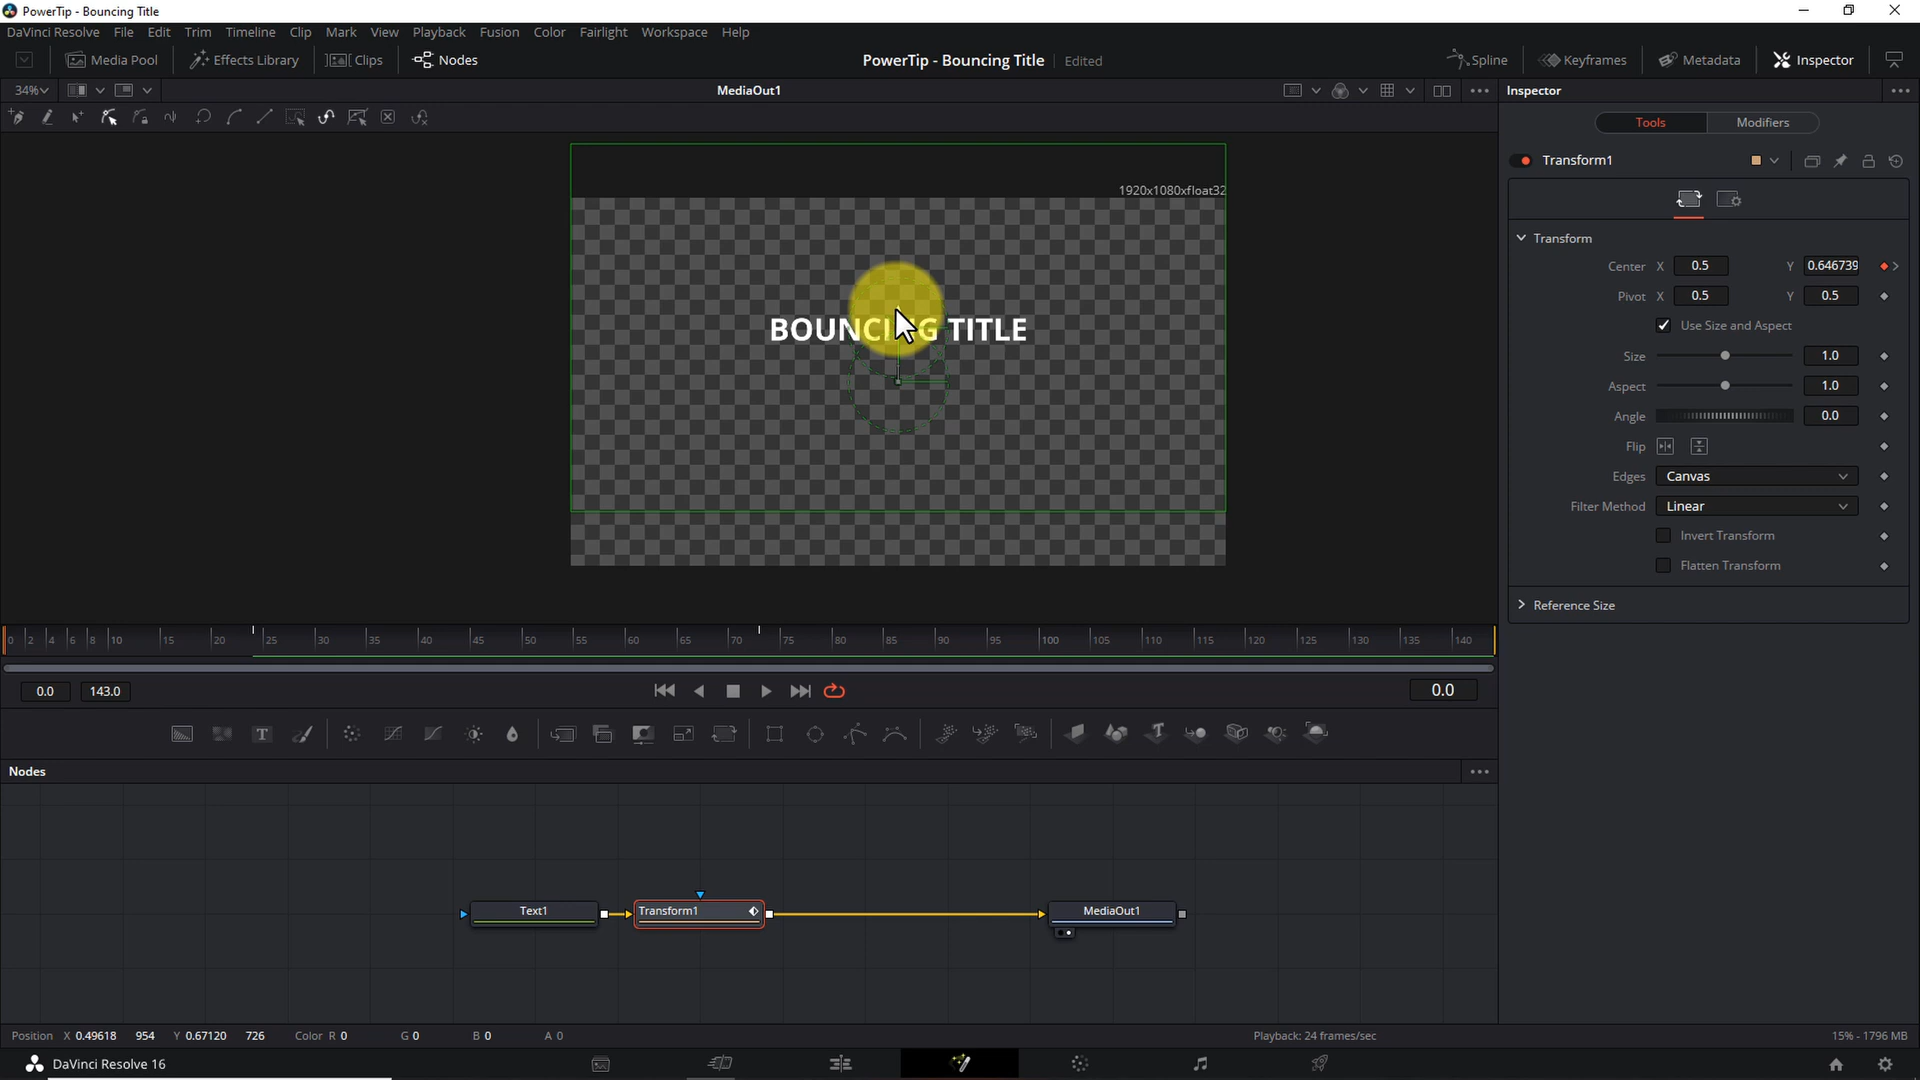 PowerTip - Bouncing Title
DaVinci Resolve File Edit Trim Timeline Clip Mark View Playback Fusion Color Fairlight Workspace Help
Media Pool Effects Library Clips Nodes PowerTip - Bouncing Title Edited Spline Keyframes Metadata Inspector
34% MediaOut1 Inspector
Tools Modifiers
Transform1
1920x1080xfloat32
Transform
Center X 0.5 Y 0.646739
Pivot X 0.5 Y 0.5
Use Size and Aspect
BOUNCING TITLE
Size 1.0
Aspect 1.0
Angle 0.0
Flip
Edges Canvas
Filter Method Linear
Invert Transform
Flatten Transform
Reference Size
0 2 4 6 8 10 15 20 25 30 35 40 45 50 55 60 65 70 75 80 85 90 95 100 105 110 115 120 125 130 135 140
0.0 143.0 0.0
Nodes
Text1 Transform1 MediaOut1
Position X 0.49618 954 Y 0.67120 726 Color R 0 G 0 B 0 A 0 Playback: 24 frames/sec 15% - 1796 MB
DaVinci Resolve 16